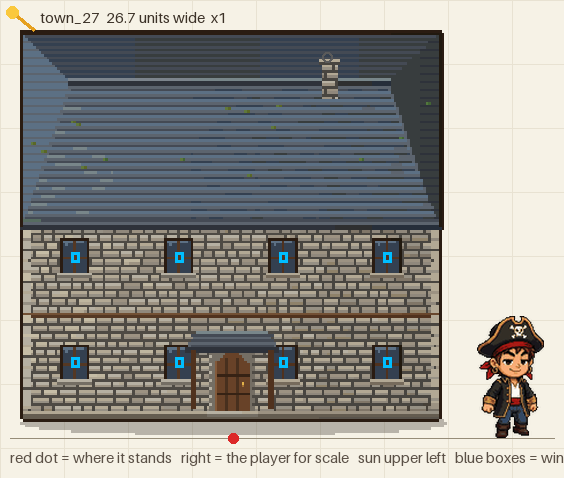 town_27 26.7 units wide x1
red dot = where it stands right = the player for scale sun upper left blue boxes = win